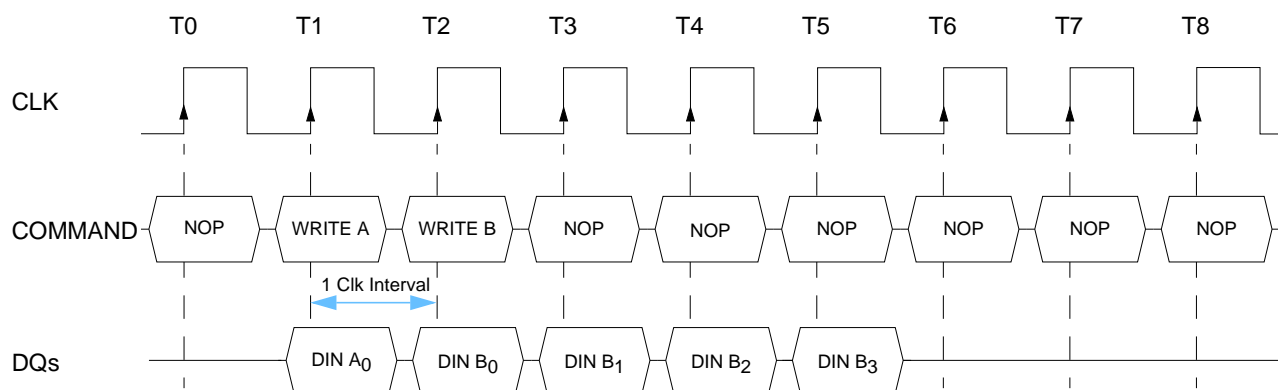 T0 T1 T2 T3 T4 T5 T6 T7 T8
CLK
COMMAND NOP WRITE A WRITE B NOP NOP NOP NOP NOP NOP
1 Clk Interval
DQs DIN A0 DIN B0 DIN B1 DIN B2 DIN B3